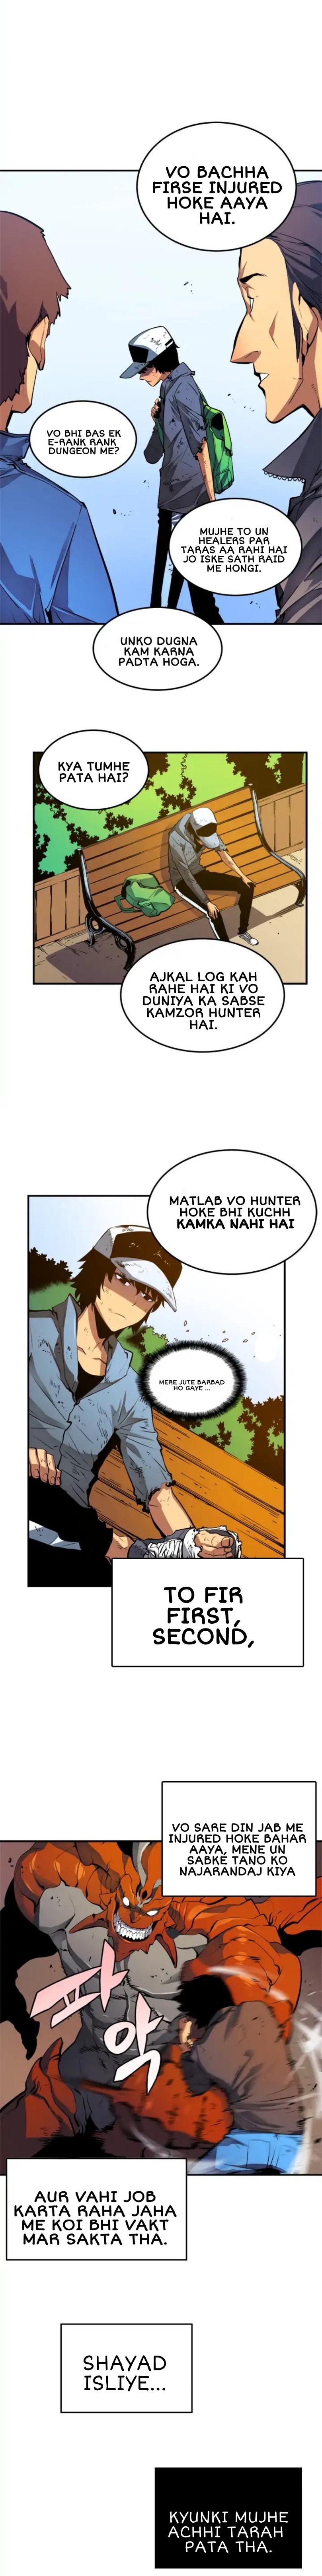 VO BACHHA
FIRSE INJURED
HOKE AAYA
HAI.
VO BHI BAS EK
E-RANK RANK
DUNGEON ME?
MUJHE TO UN
HEALERS PAR
TARAS AA RAHI HAI
JO ISKE SATH RAID
ME HONGI.
UNKO DUGNA
KAM KARNA
PADTA HOGA.
KYA TUMHE
PATA HAI?
AJKAL LOG KAH
RAHE HAI KI VO
DUNIYA KA SABSE
KAMZOR HUNTER
HAI.
MATLAB VO HUNTER
HOKE BHI KUCHH
KAMKA NAHI HAI
MERE JUTE BARBAD
HO GAYE ...
TO FIR
FIRST,
SECOND,
VO SARE DIN JAB ME
INJURED HOKE BAHAR
AAYA, MENE UN
SABKE TANO KO
NAJARANDAJ KIYA
파
악
AUR VAHI JOB
KARTA RAHA JAHA
ME KOI BHI VAKT
MAR SAKTA THA.
SHAYAD
ISLIYE...
KYUNKI MUJHE
ACHHI TARAH
PATA THA.